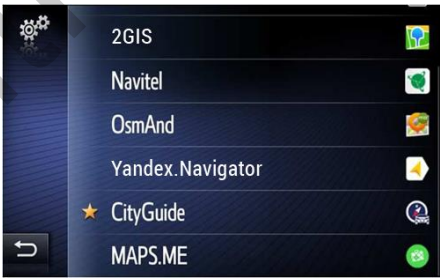 2GIS
Navitel
OsmAnd
Yandex.Navigator
CityGuide
MAPS.ME